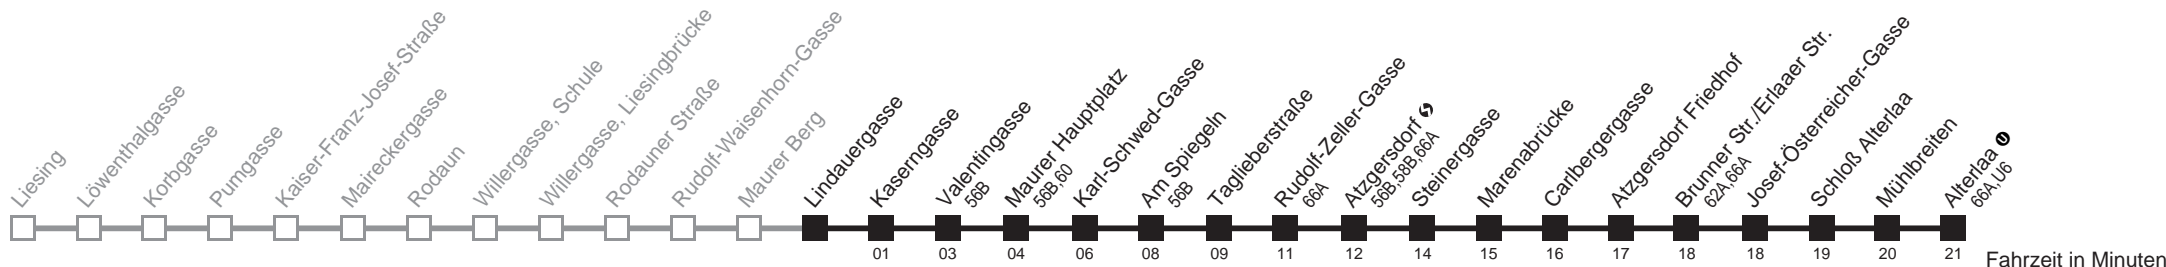 Liesing
Löwenthalgasse
Korbgasse
Purngasse
Kaiser-Franz-Josef-Straße
Maireckergasse
Rodaun
Willergasse, Schule
Willergasse, Liesingbrücke
Rodauner Straße
Rudolf-Waisenhorn-Gasse
Maurer Berg
Lindauergasse
Kaserngasse
01
Valentingasse
56B
03
Maurer Hauptplatz
56B,60
04
Karl-Schwed-Gasse
06
Am Spiegeln
56B
08
Taglieberstraße
09
Rudolf-Zeller-Gasse
66A
11
Atzgersdorf
56B,58B,66A
12
Steinergasse
14
Marenabrücke
15
Carlbergergasse
16
Atzgersdorf Friedhof
17
Brunner Str./Erlaaer Str.
62A,66A
18
Josef-Österreicher-Gasse
18
Schloß Alterlaa
19
Mühlbreiten
20
Alterlaa U
66A,U6
21
Fahrzeit in Minuten